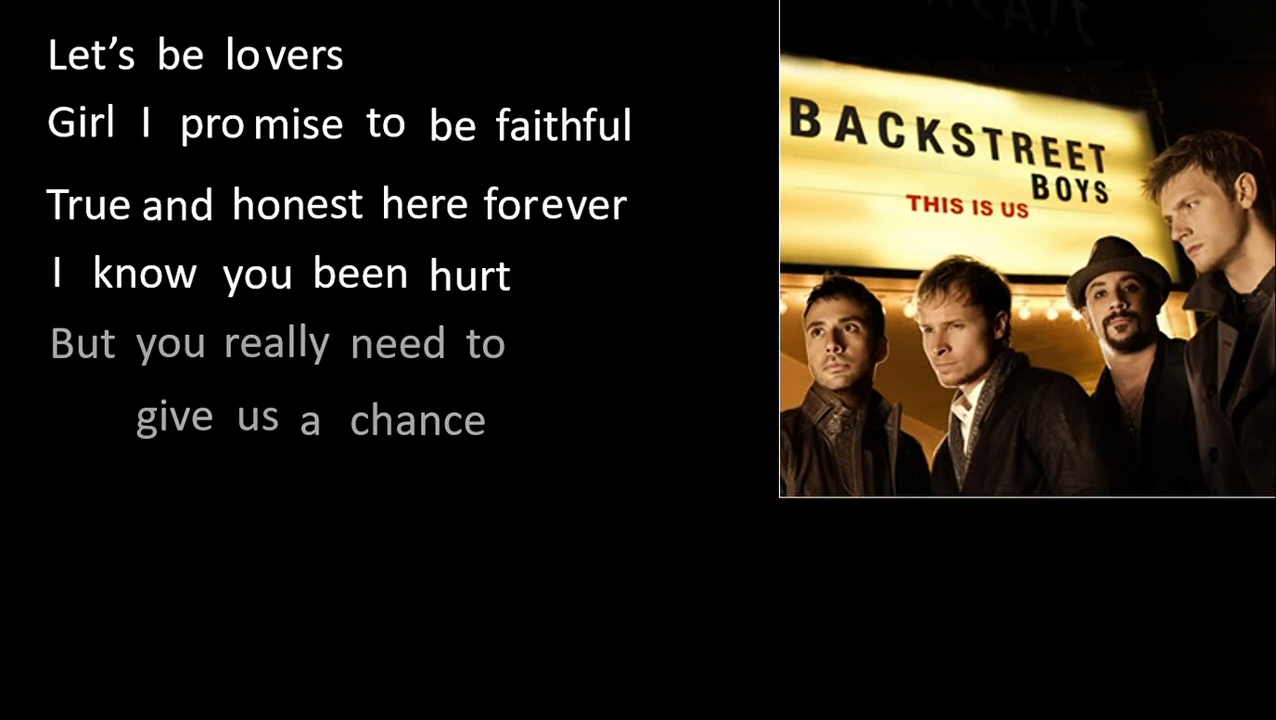 Let's be lovers
Girl I promise to be faithful
True and honest here forever
I know you been hurt
But you really need to
give us a chance
BACKSTREET
BOYS
THIS IS US